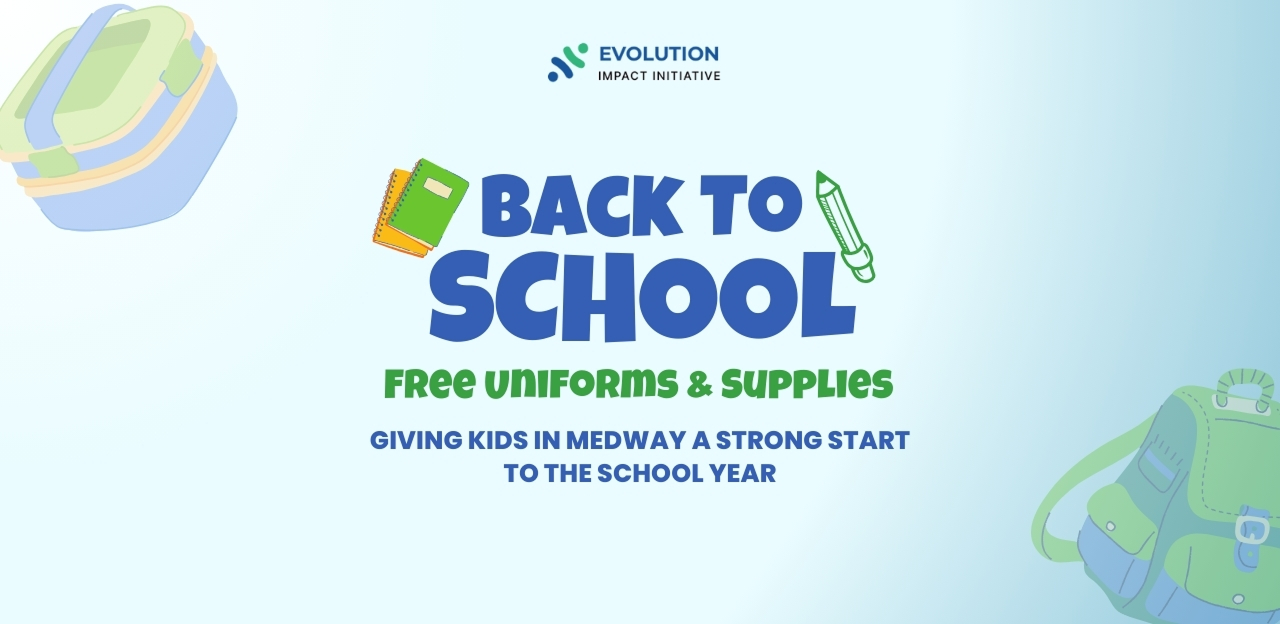 EVOLUTION
IMPACT INITIATIVE
BACK TO
SCHOOL
FREE UNIFORMS & SUPPLIES
GIVING KIDS IN MEDWAY A STRONG START
TO THE SCHOOL YEAR